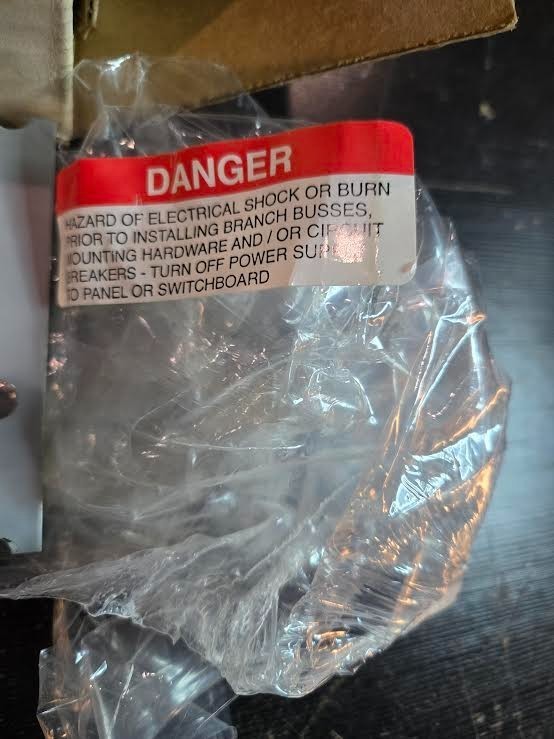 DANGER
HAZARD OF ELECTRICAL SHOCK OR BURN
PRIOR TO INSTALLING BRANCH BUSSES,
MOUNTING HARDWARE AND / OR CIRCUIT
BREAKERS - TURN OFF POWER SUPPLY
TO PANEL OR SWITCHBOARD